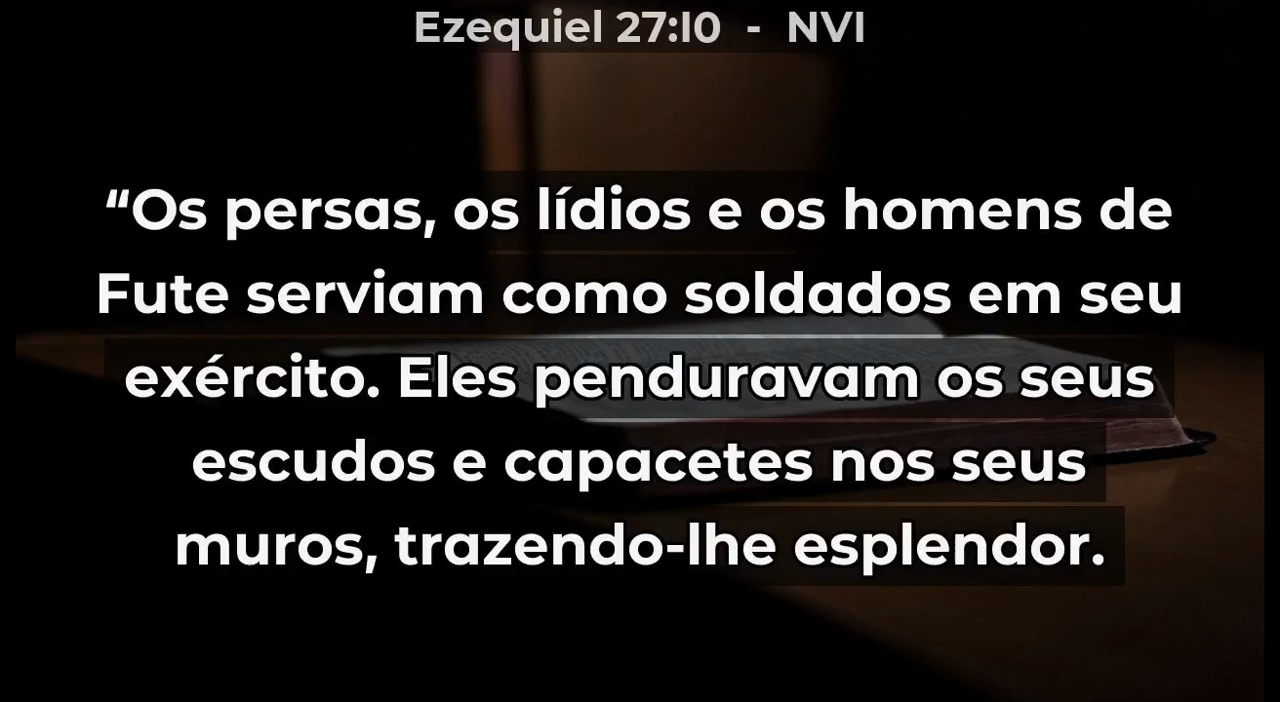 Ezequiel 27:10 - NVI
“Os persas, os lídios e os homens de
Fute serviam como soldados em seu
exército. Eles penduravam os seus
escudos e capacetes nos seus
muros, trazendo-lhe esplendor.